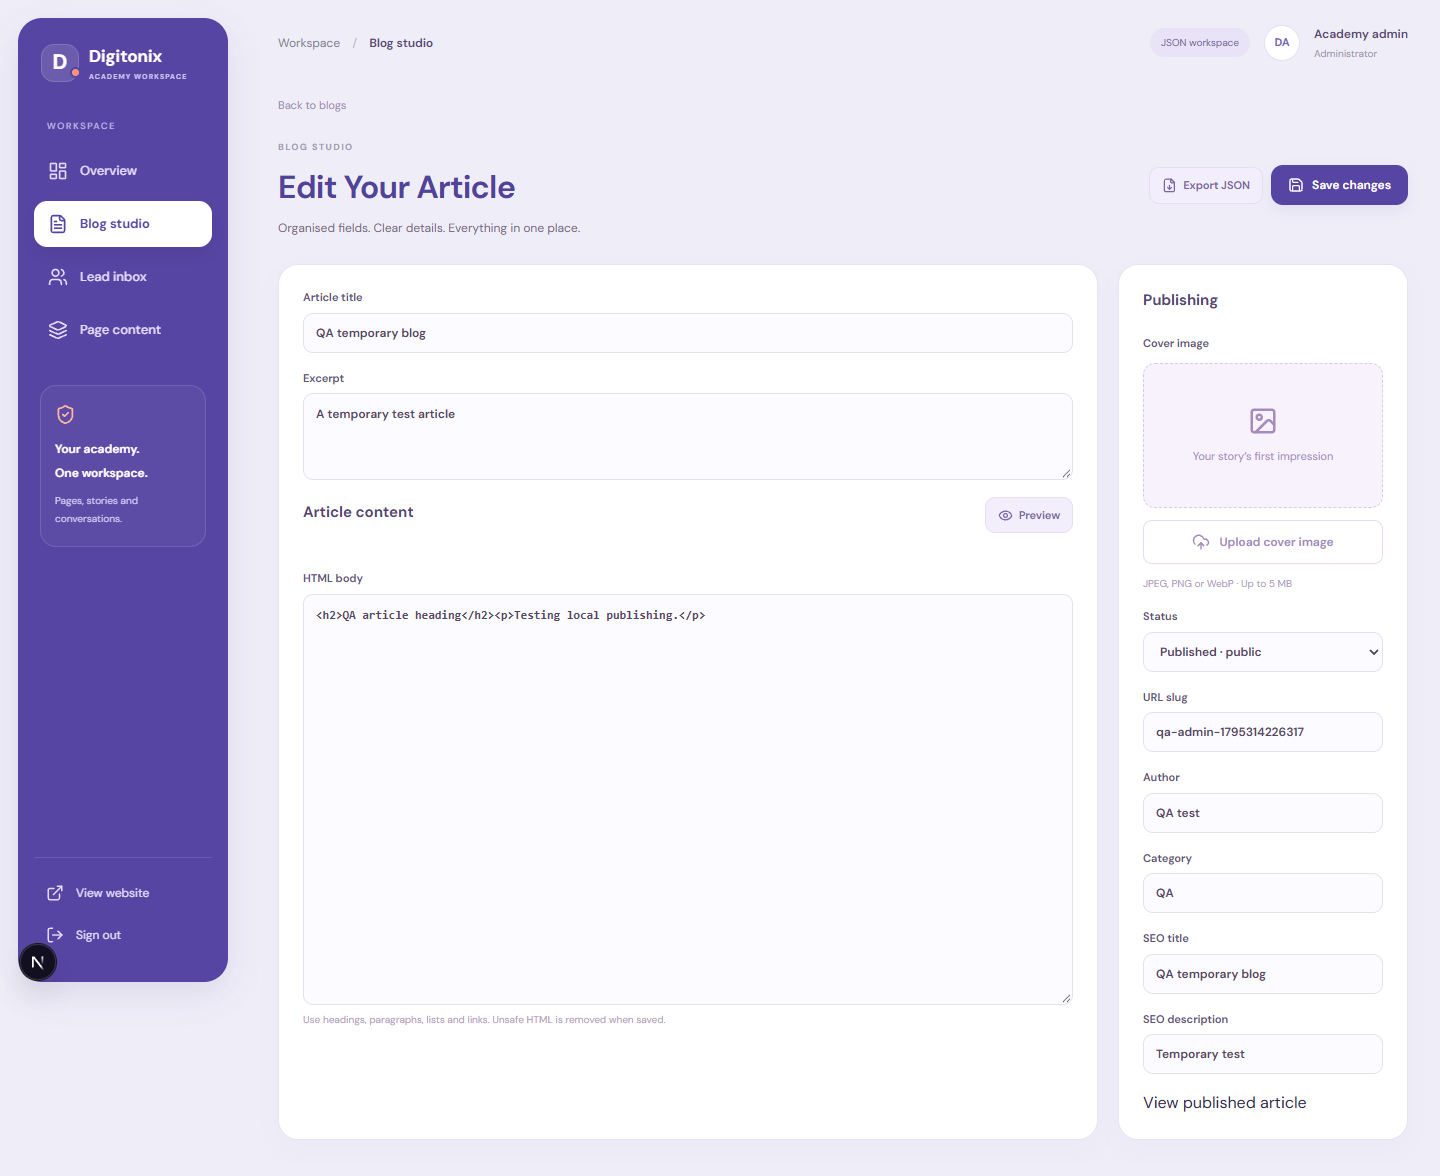 D
Digitonix
ACADEMY WORKSPACE
WORKSPACE
Overview
Blog studio
Lead inbox
Page content
Your academy.
One workspace.
Pages, stories and
conversations.
View website
Sign out
N
Workspace / Blog studio
JSON workspace
DA
Academy admin
Administrator
Back to blogs
BLOG STUDIO
Edit Your Article
Organised fields. Clear details. Everything in one place.
Export JSON
Save changes
Article title
QA temporary blog
Excerpt
A temporary test article
Article content
Preview
HTML body
<h2>QA article heading</h2><p>Testing local publishing.</p>
Use headings, paragraphs, lists and links. Unsafe HTML is removed when saved.
Publishing
Cover image
Your story's first impression
Upload cover image
JPEG, PNG or WebP · Up to 5 MB
Status
Published · public
URL slug
qa-admin-1795314226317
Author
QA test
Category
QA
SEO title
QA temporary blog
SEO description
Temporary test
View published article